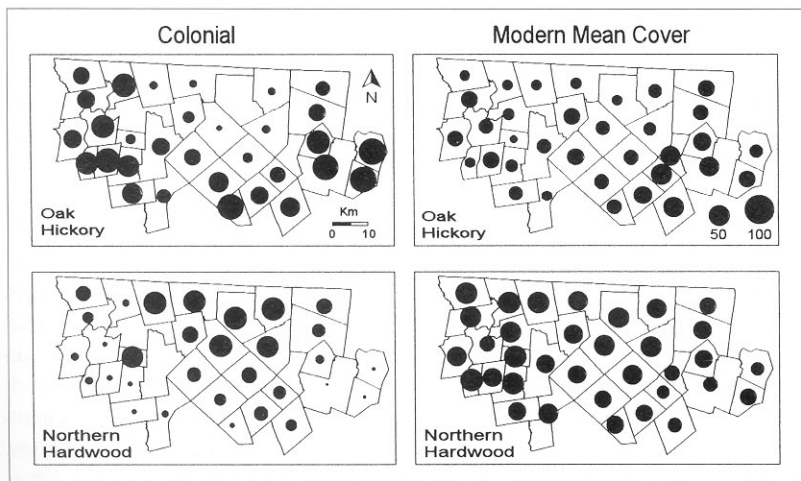 Colonial
Modern Mean Cover
N
Oak
Hickory
Km
0 10
Oak
Hickory
50 100
Northern
Hardwood
Northern
Hardwood